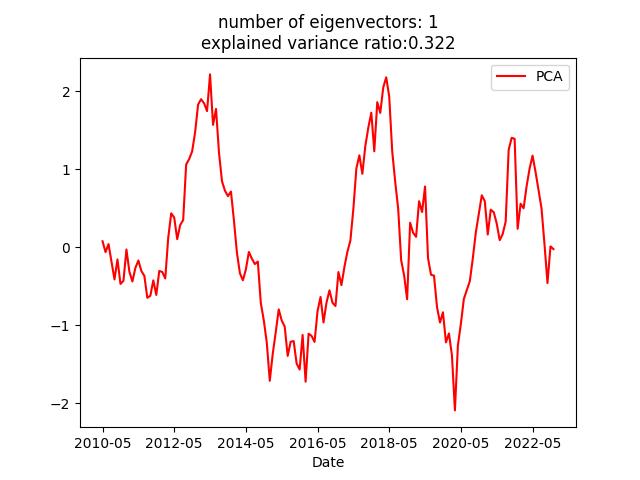 number of eigenvectors: 1
explained variance ratio:0.322
PCA
2
1
0
−1
−2
2010-05 2012-05 2014-05 2016-05 2018-05 2020-05 2022-05
Date